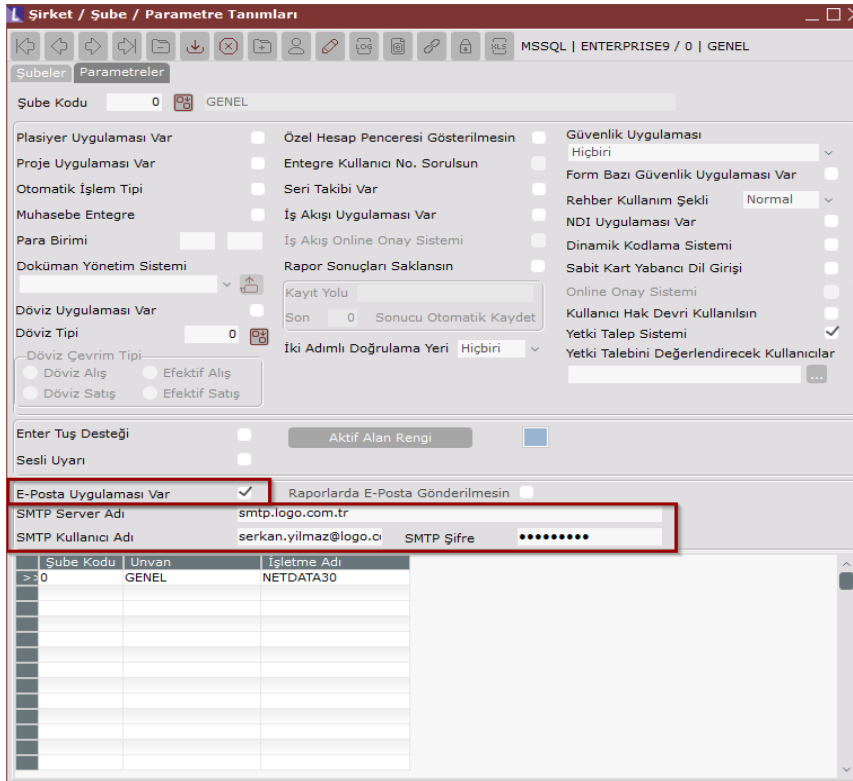 Şirket / Şube / Parametre Tanımları
LOG XLS MSSQL | ENTERPRISE9 / 0 | GENEL
Şubeler Parametreler
Şube Kodu 0 GENEL
Plasiyer Uygulaması Var
Proje Uygulaması Var
Otomatik İşlem Tipi
Muhasebe Entegre
Para Birimi
Doküman Yönetim Sistemi
Döviz Uygulaması Var
Döviz Tipi 0
Döviz Çevrim Tipi
Döviz Alış Efektif Alış
Döviz Satış Efektif Satış
Özel Hesap Penceresi Gösterilmesin
Entegre Kullanıcı No. Sorulsun
Seri Takibi Var
İş Akışı Uygulaması Var
İş Akış Online Onay Sistemi
Rapor Sonuçları Saklansın
Kayıt Yolu
Son 0 Sonucu Otomatik Kaydet
İki Adımlı Doğrulama Yeri Hiçbiri
Güvenlik Uygulaması
Hiçbiri
Form Bazı Güvenlik Uygulaması Var
Rehber Kullanım Şekli Normal
NDI Uygulaması Var
Dinamik Kodlama Sistemi
Sabit Kart Yabancı Dil Girişi
Online Onay Sistemi
Kullanıcı Hak Devri Kullanılsın
Yetki Talep Sistemi
Yetki Talebini Değerlendirecek Kullanıcılar
...
Enter Tuş Desteği Aktif Alan Rengi
Sesli Uyarı
E-Posta Uygulaması Var Raporlarda E-Posta Gönderilmesin
SMTP Server Adı smtp.logo.com.tr
SMTP Kullanıcı Adı serkan.yilmaz@logo.c SMTP Şifre •••••••••
Şube Kodu Unvan İşletme Adı
>>0 GENEL NETDATA30